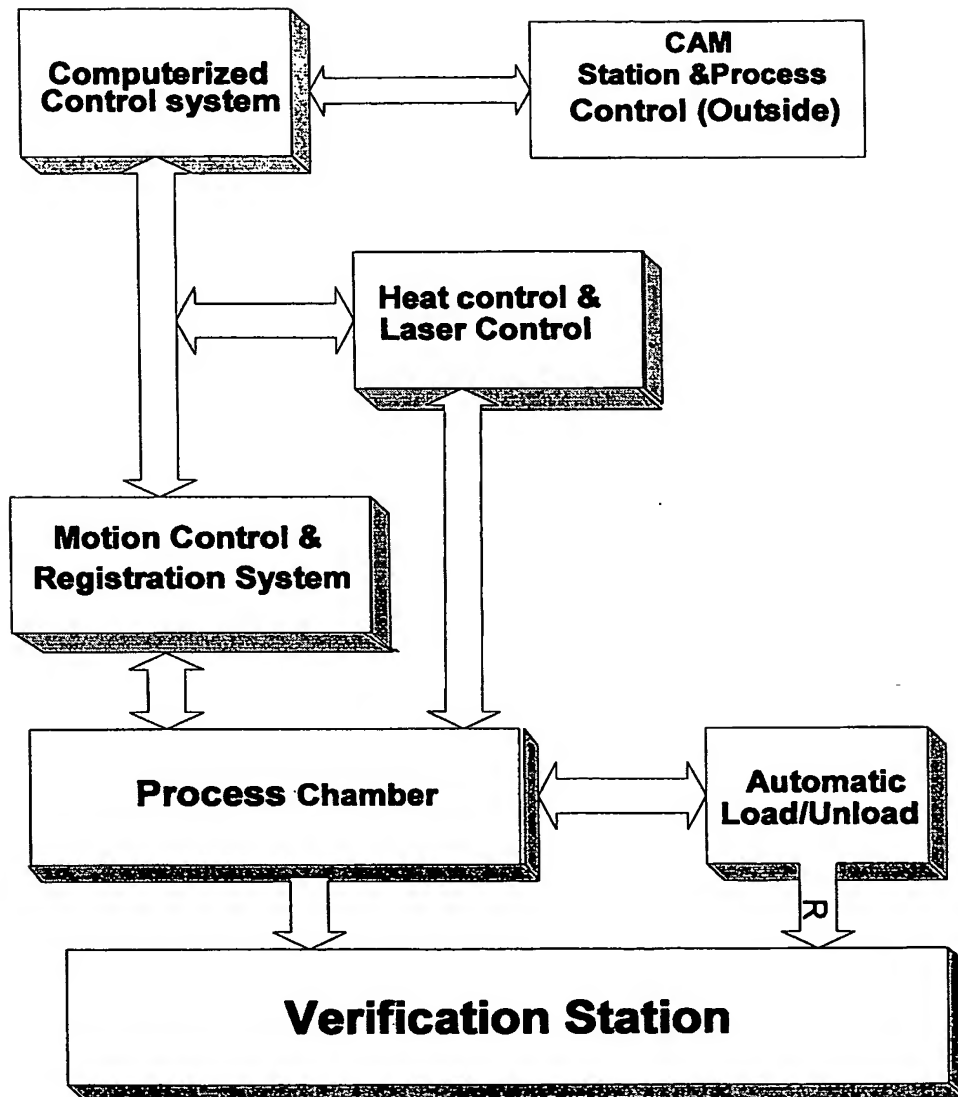 Computerized
Control system
CAM
Station &Process
Control (Outside)
Heat control &
Laser Control
Motion Control &
Registration System
Process Chamber
Automatic
Load/Unload
R
Verification Station